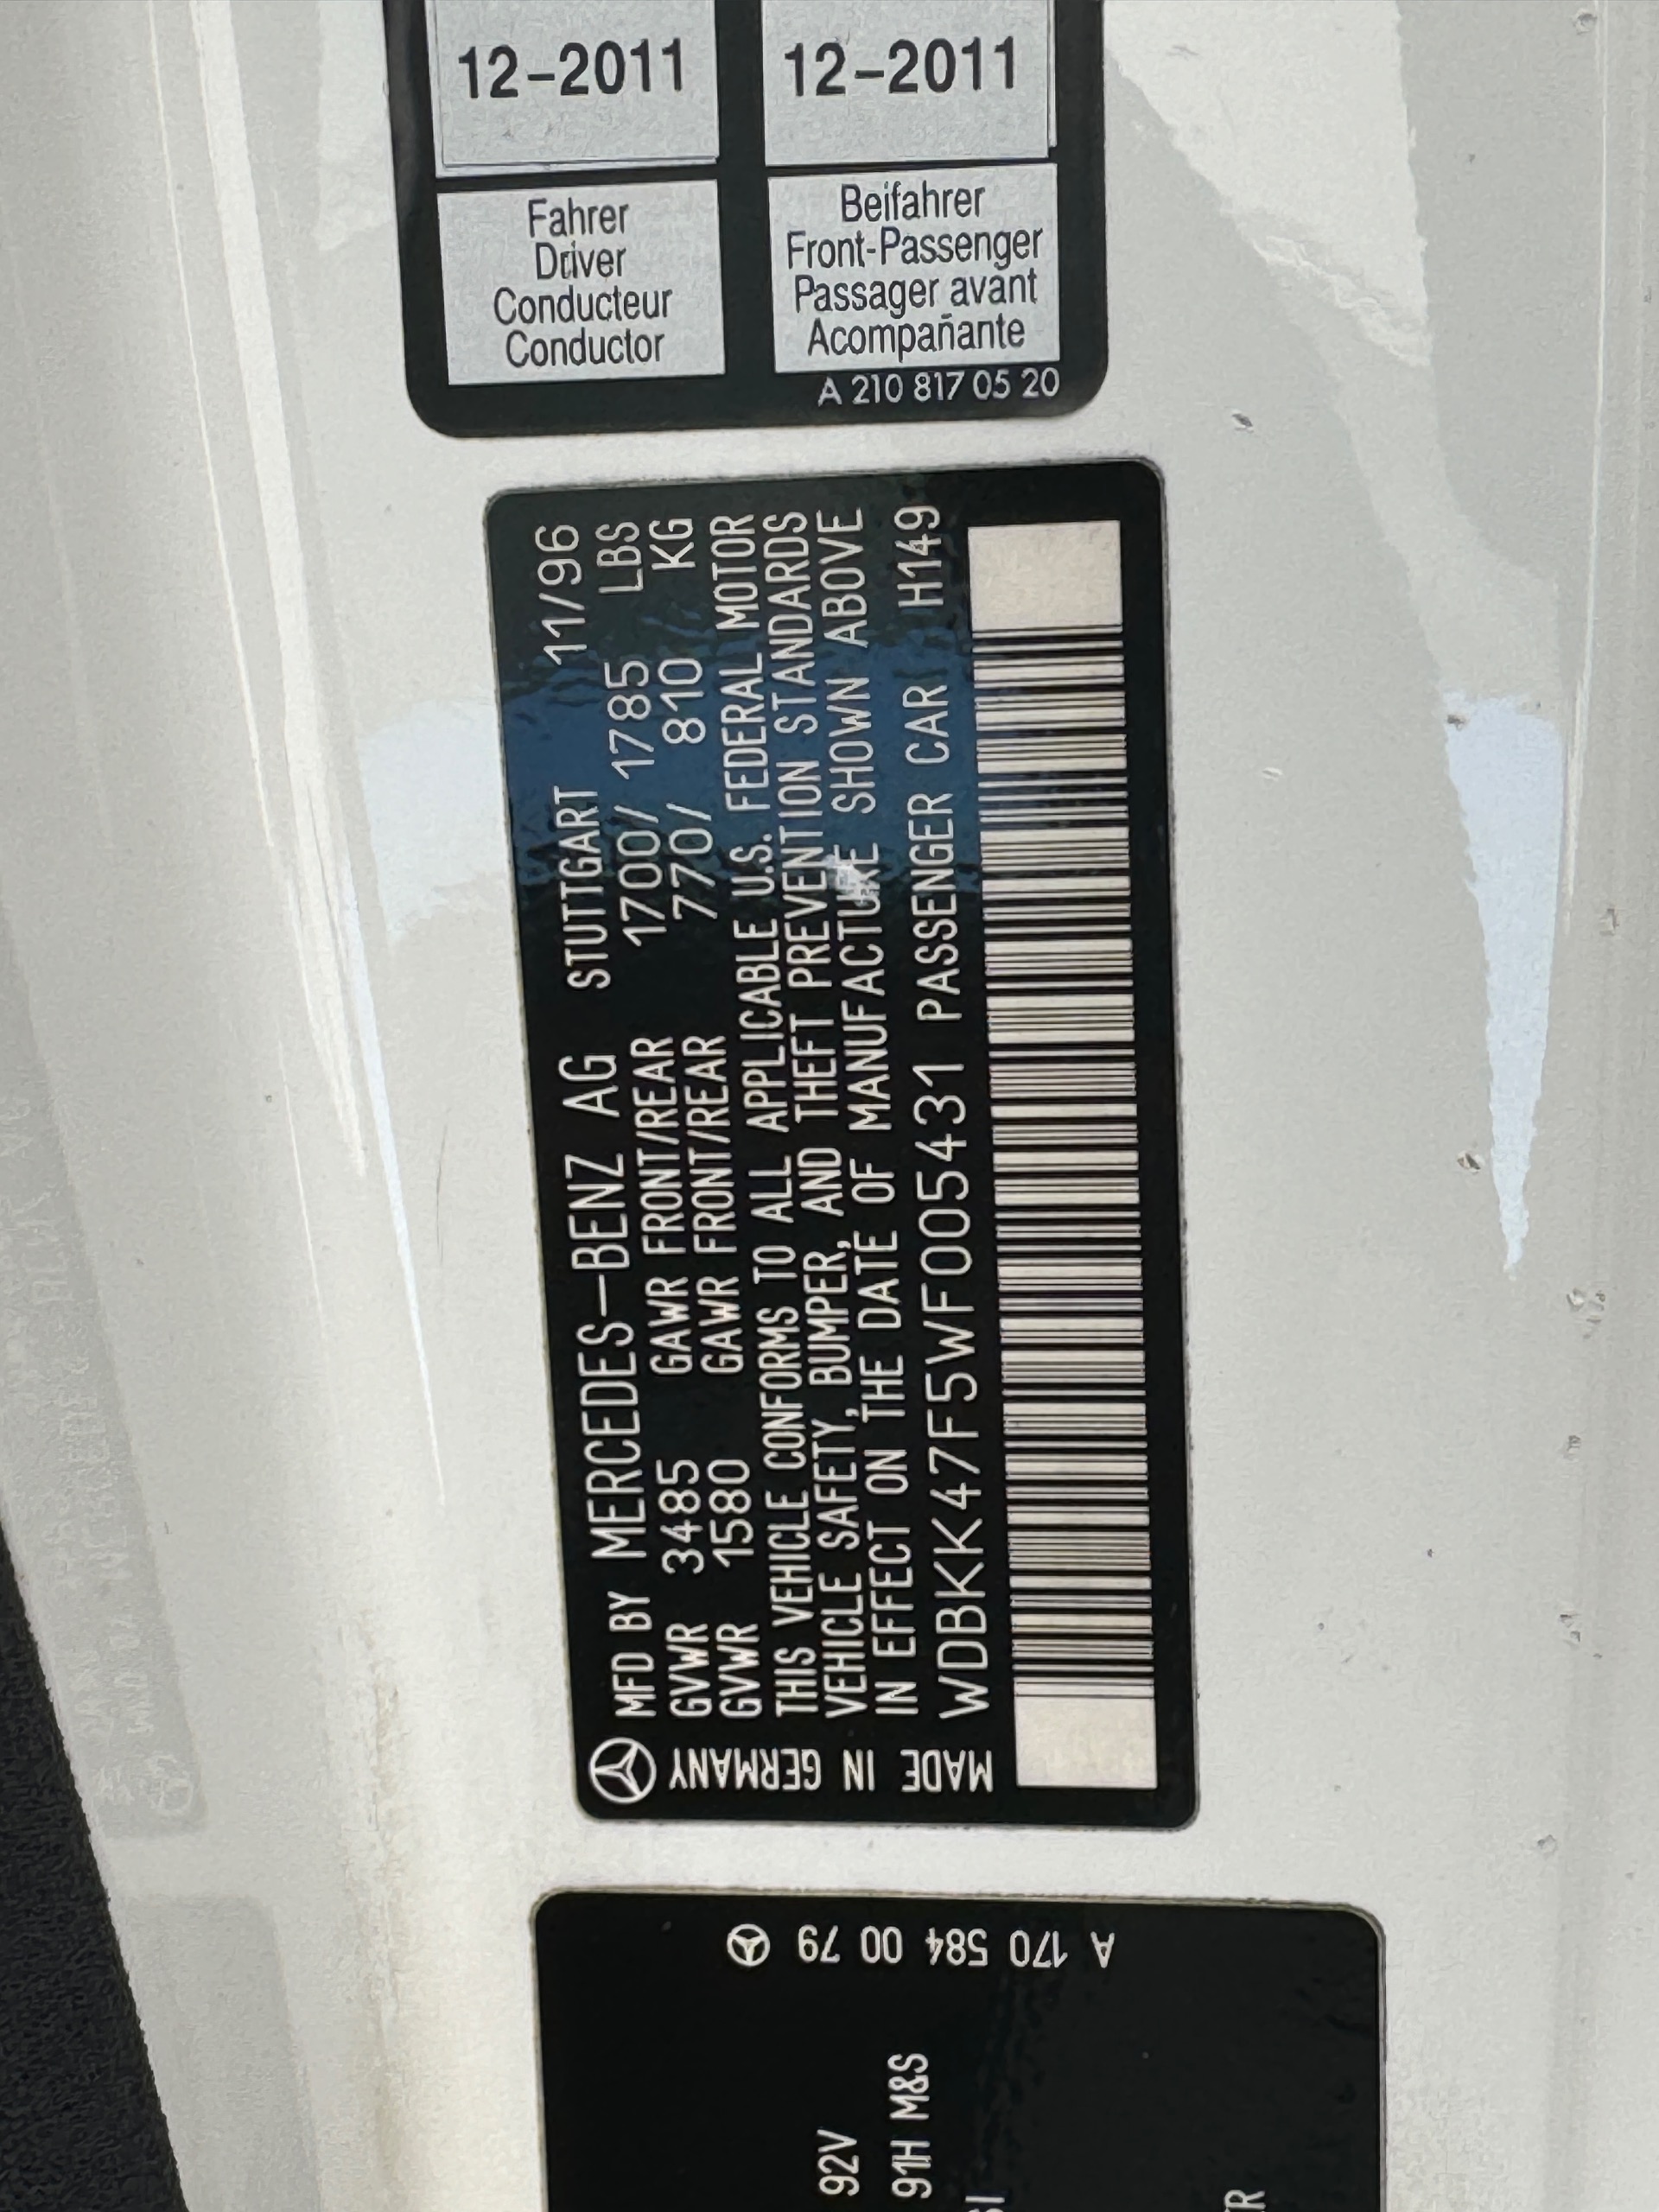 12-2011
Fahrer
Driver
Conducteur
Conductor
12-2011
Beifahrer
Front-Passenger
Passager avant
Acompañante
A 210 817 05 20
MFD BY MERCEDES-BENZ AG STUTTGART 11/96
GVWR 3485 GAWR FRONT/REAR 1700/ 1785 LBS
GVWR 1580 GAWR FRONT/REAR 770/ 810 KG
THIS VEHICLE CONFORMS TO ALL APPLICABLE U.S. FEDERAL MOTOR
VEHICLE SAFETY, BUMPER, AND THEFT PREVENTION STANDARDS
IN EFFECT ON THE DATE OF MANUFACTURE SHOWN ABOVE
WDBKK47F5WF005431 PASSENGER CAR H149
MADE IN GERMANY
A 170 584 00 79
92V
91H M&S